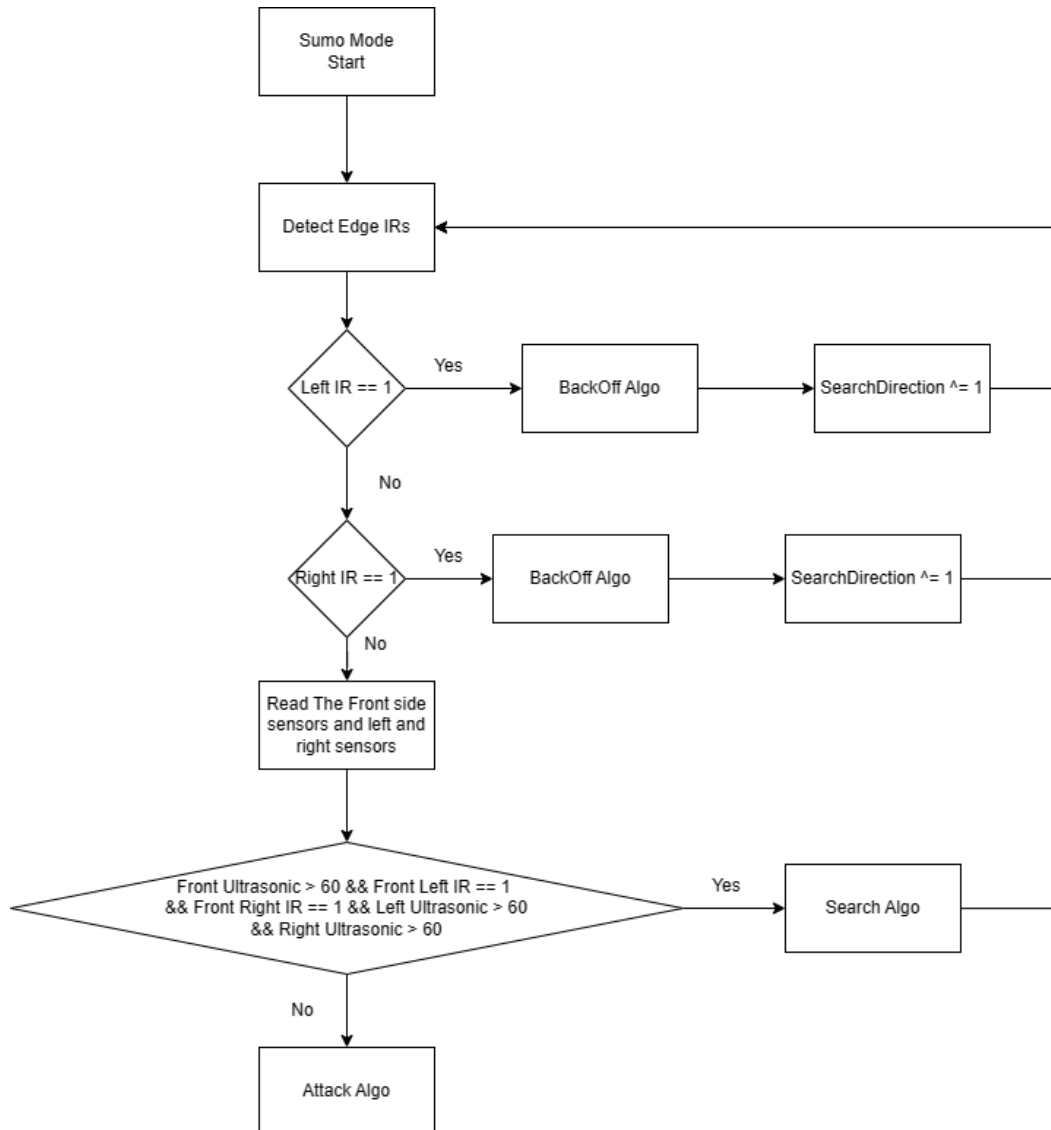 Sumo Mode
Start
Detect Edge IRs
Left IR == 1
Yes
BackOff Algo
SearchDirection ^= 1
No
Right IR == 1
Yes
BackOff Algo
SearchDirection ^= 1
No
Read The Front side
sensors and left and
right sensors
Front Ultrasonic > 60 && Front Left IR == 1
&& Front Right IR == 1 && Left Ultrasonic > 60
&& Right Ultrasonic > 60
Yes
Search Algo
No
Attack Algo